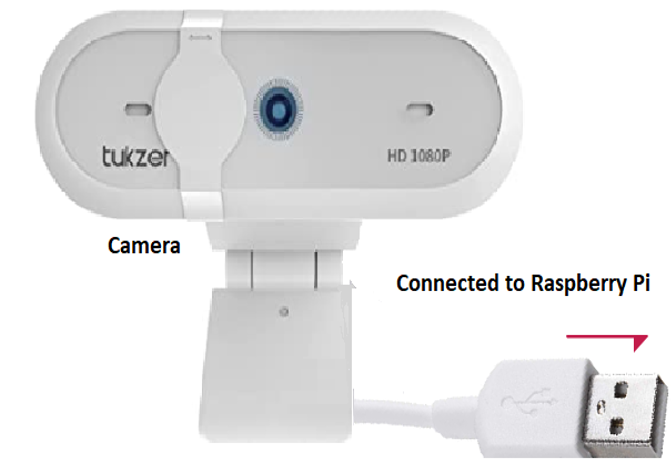 tukzer
HD 1080P
Camera
Connected to Raspberry Pi